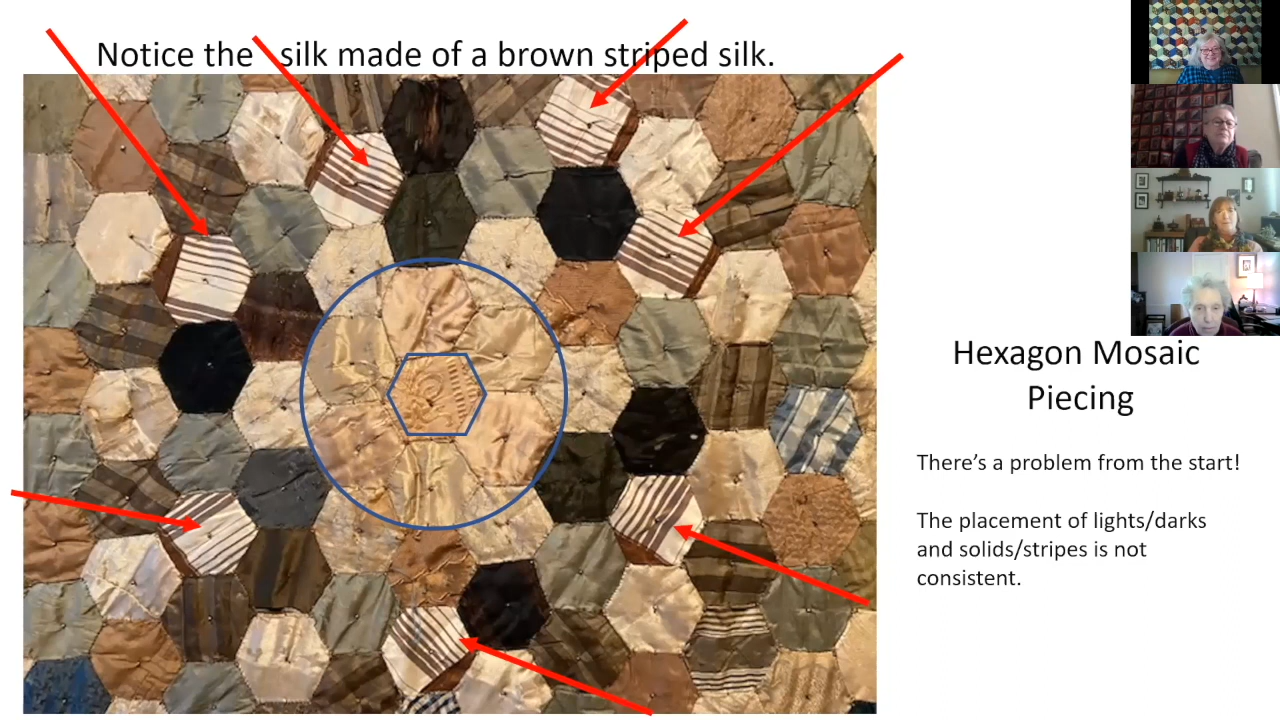 Notice the   silk made of a brown striped silk.
Hexagon Mosaic
Piecing
There’s a problem from the start!
The placement of lights/darks
and solids/stripes is not
consistent.